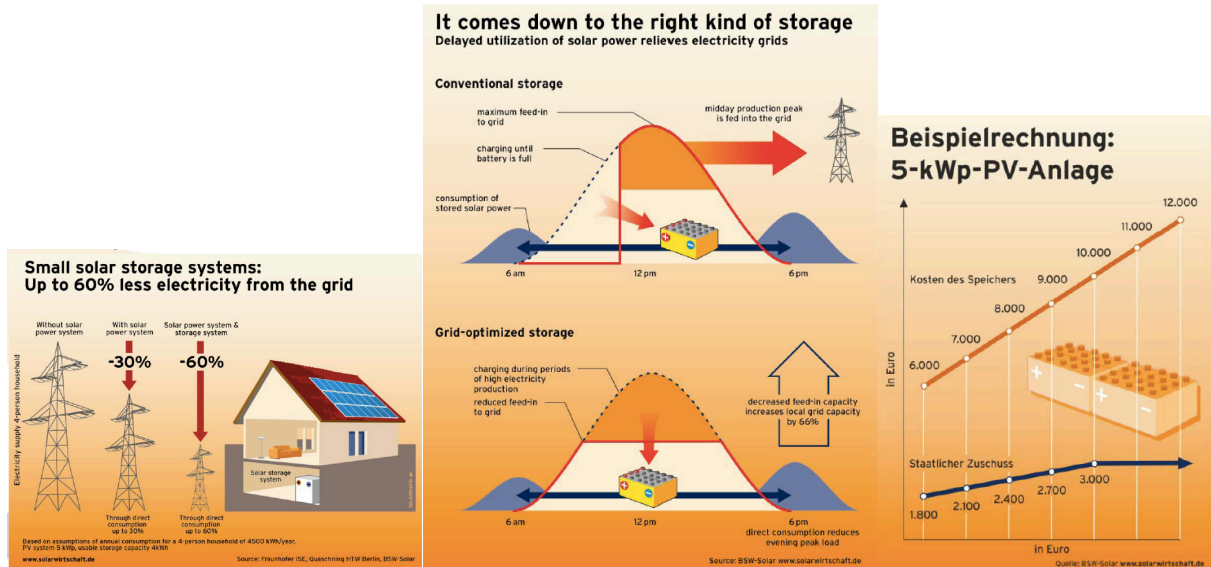 Small solar storage systems:
Up to 60% less electricity from the grid
Without solar
power system
With solar
power system
Solar power system &
storage system
-30%
-60%
Electricity supply 4-person household
Solar storage
system
Through direct
consumption
up to 30%
Through direct
consumption
up to 60%
Based on assumptions of annual consumption for a 4-person household of 4500 kWh/year,
PV system 5 kWp, usable storage capacity 4kWh
www.solarwirtschaft.de
Source: Fraunhofer ISE, Quaschning HTW Berlin, BSW-Solar
It comes down to the right kind of storage
Delayed utilization of solar power relieves electricity grids
Conventional storage
maximum feed-in
to grid
midday production peak
is fed into the grid
charging until
battery is full
consumption of
stored solar power
6 am
12 pm
6 pm
Grid-optimized storage
charging during periods
of high electricity
production
reduced feed-in
to grid
decreased feed-in capacity
increases local grid capacity
by 66%
6 am
12 pm
6 pm
direct consumption reduces
evening peak load
Source: BSW-Solar www.solarwirtschaft.de
Beispielrechnung:
5-kWp-PV-Anlage
in Euro
Kosten des Speichers
6.000
7.000
8.000
9.000
10.000
11.000
12.000
Staatlicher Zuschuss
1.800
2.100
2.400
2.700
3.000
in Euro
Quelle: BSW-Solar www.solarwirtschaft.de